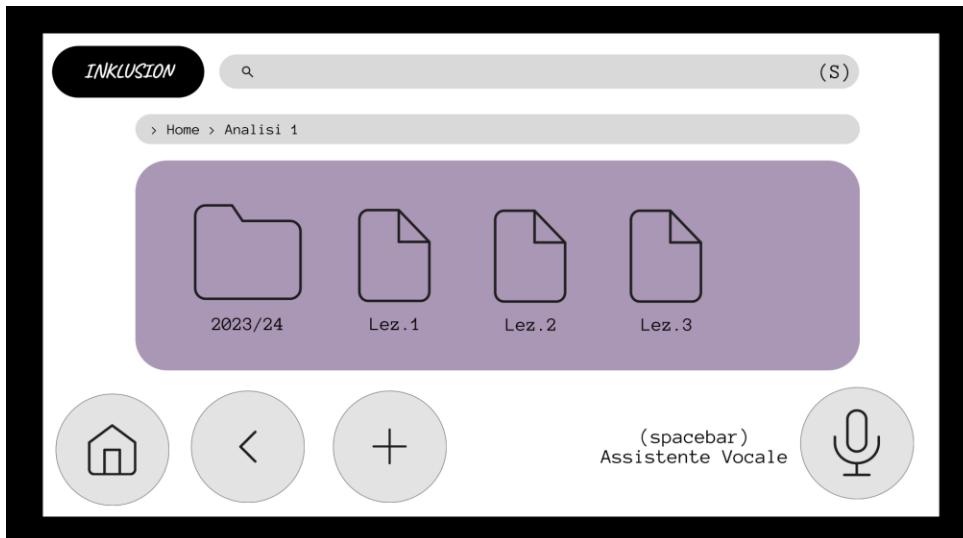 INKLUSION
(S)
> Home > Analisi 1
2023/24
Lez.1
Lez.2
Lez.3
(spacebar)
Assistente Vocale